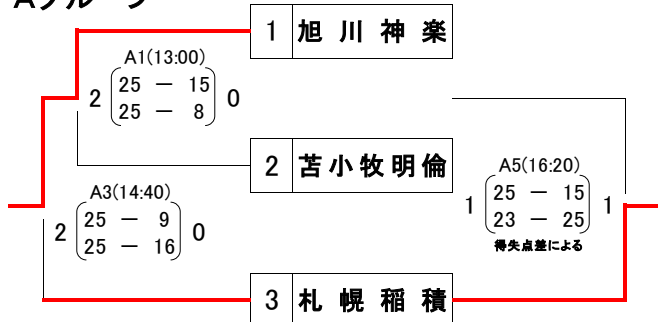 Aグループ
1 旭川神楽
A1(13:00)
2 25 － 15 0
25 － 8
2 苫小牧明倫
A5(16:20)
1 25 － 15 1
23 － 25
得失点差による
A3(14:40)
2 25 － 9 0
25 － 16
3 札幌稲積